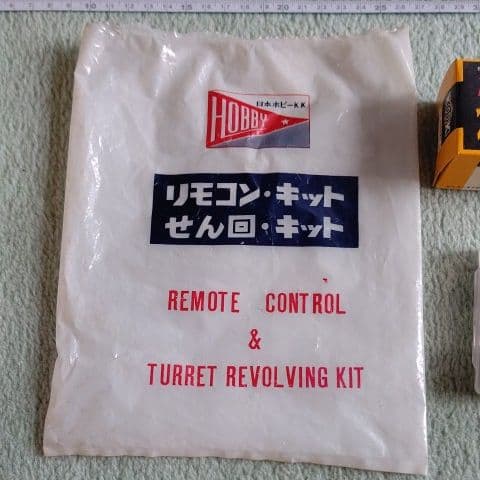 日本ホビーKK
HOBBY
リモコン・キット
せん回・キット
REMOTE CONTROL
&
TURRET REVOLVING KIT